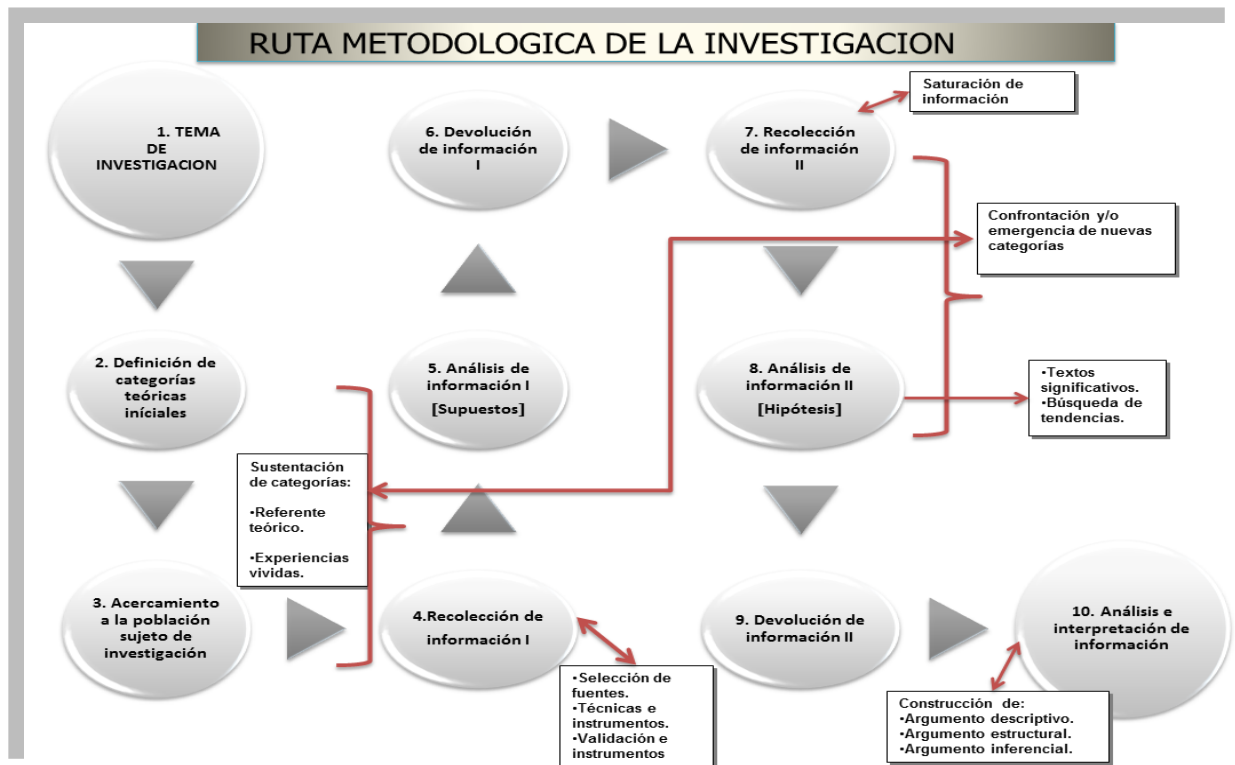 RUTA METODOLOGICA DE LA INVESTIGACION
1. TEMA
DE
INVESTIGACION
2. Definición de
categorías
teóricas
iníciales
3. Acercamiento
a la población
sujeto de
investigación
Sustentación
de categorías:
•Referente
teórico.
•Experiencias
vividas.
4.Recolección de
información I
•Selección de
fuentes.
•Técnicas e
instrumentos.
•Validación e
instrumentos
5. Análisis de
información I
[Supuestos]
6. Devolución
de información
I
7. Recolección
de información
II
Saturación de
información
Confrontación y/o
emergencia de nuevas
categorías
8. Análisis de
información II
[Hipótesis]
•Textos
significativos.
•Búsqueda de
tendencias.
9. Devolución de
información II
10. Análisis e
interpretación de
información
Construcción de:
•Argumento descriptivo.
•Argumento estructural.
•Argumento inferencial.